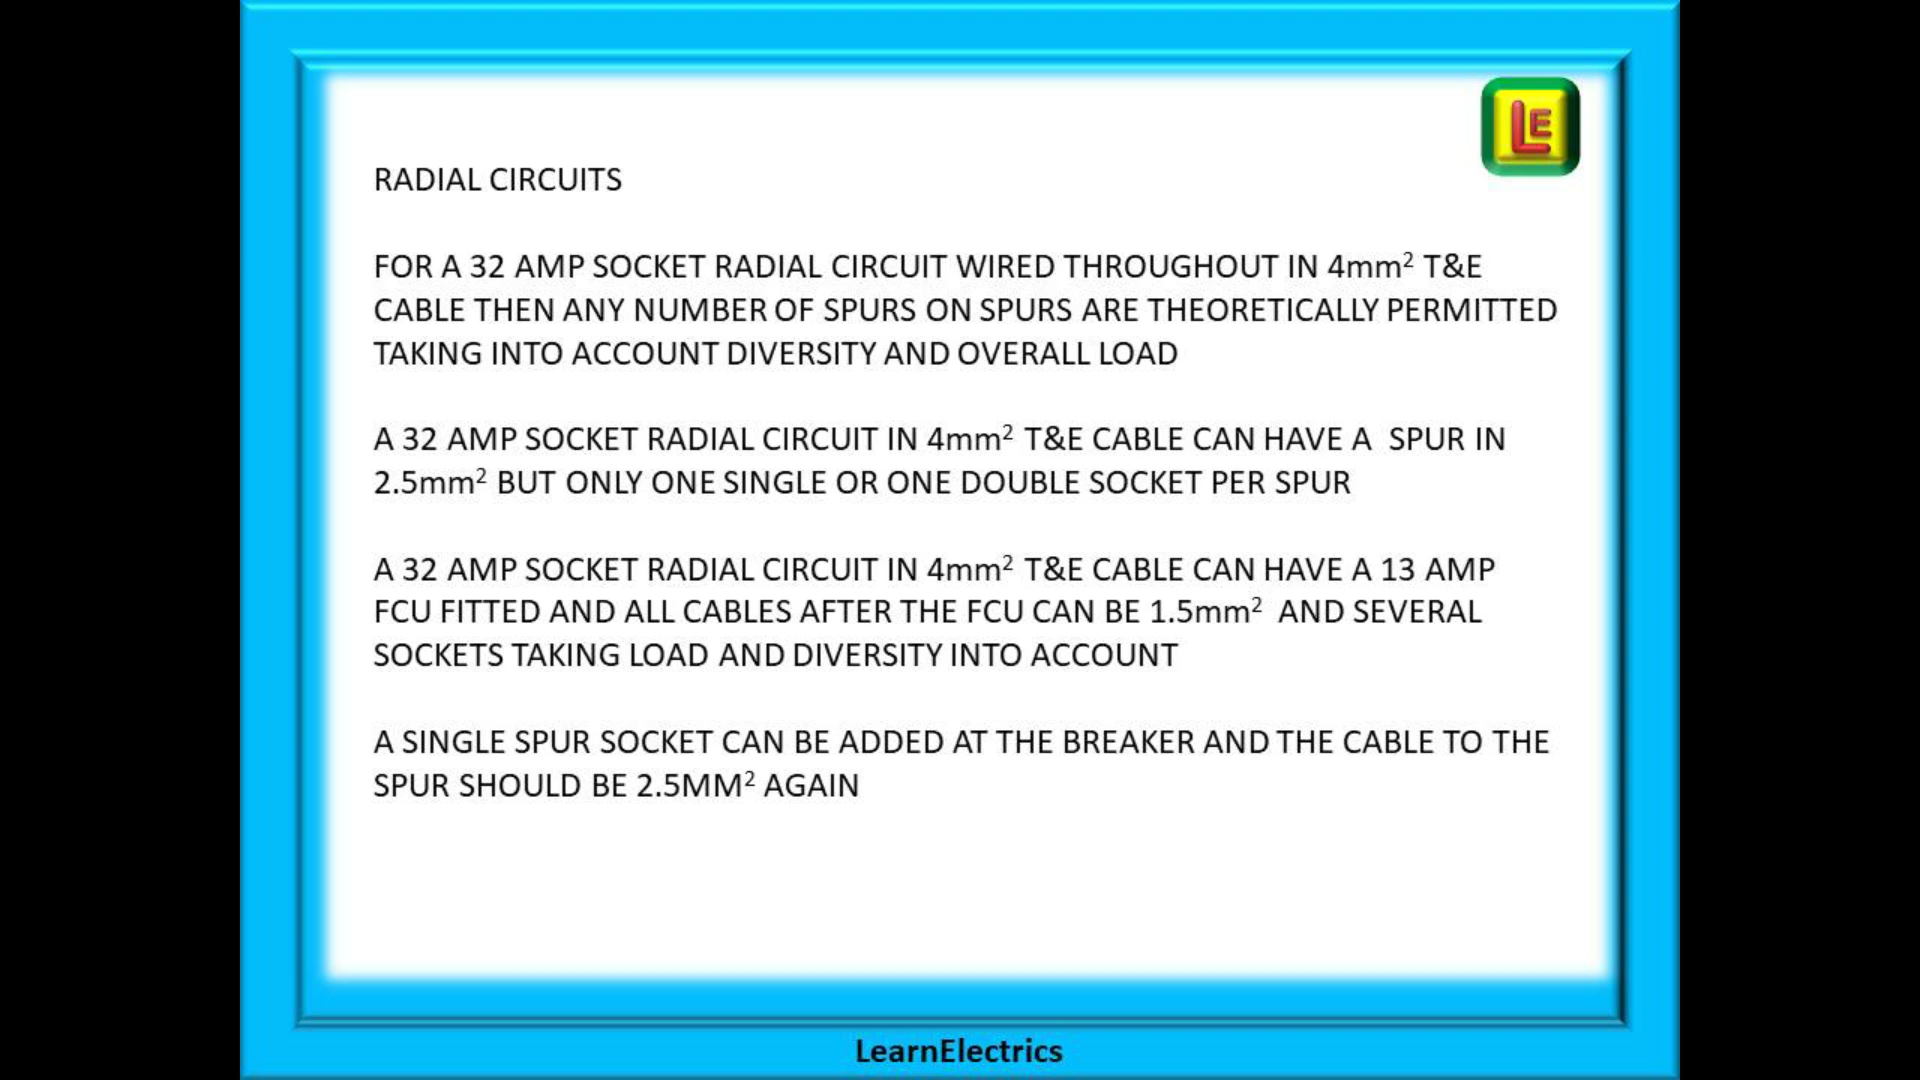 LE
RADIAL CIRCUITS
FOR A 32 AMP SOCKET RADIAL CIRCUIT WIRED THROUGHOUT IN 4mm² T&E
CABLE THEN ANY NUMBER OF SPURS ON SPURS ARE THEORETICALLY PERMITTED
TAKING INTO ACCOUNT DIVERSITY AND OVERALL LOAD
A 32 AMP SOCKET RADIAL CIRCUIT IN 4mm² T&E CABLE CAN HAVE A  SPUR IN
2.5mm² BUT ONLY ONE SINGLE OR ONE DOUBLE SOCKET PER SPUR
A 32 AMP SOCKET RADIAL CIRCUIT IN 4mm² T&E CABLE CAN HAVE A 13 AMP
FCU FITTED AND ALL CABLES AFTER THE FCU CAN BE 1.5mm²  AND SEVERAL
SOCKETS TAKING LOAD AND DIVERSITY INTO ACCOUNT
A SINGLE SPUR SOCKET CAN BE ADDED AT THE BREAKER AND THE CABLE TO THE
SPUR SHOULD BE 2.5MM² AGAIN
LearnElectrics